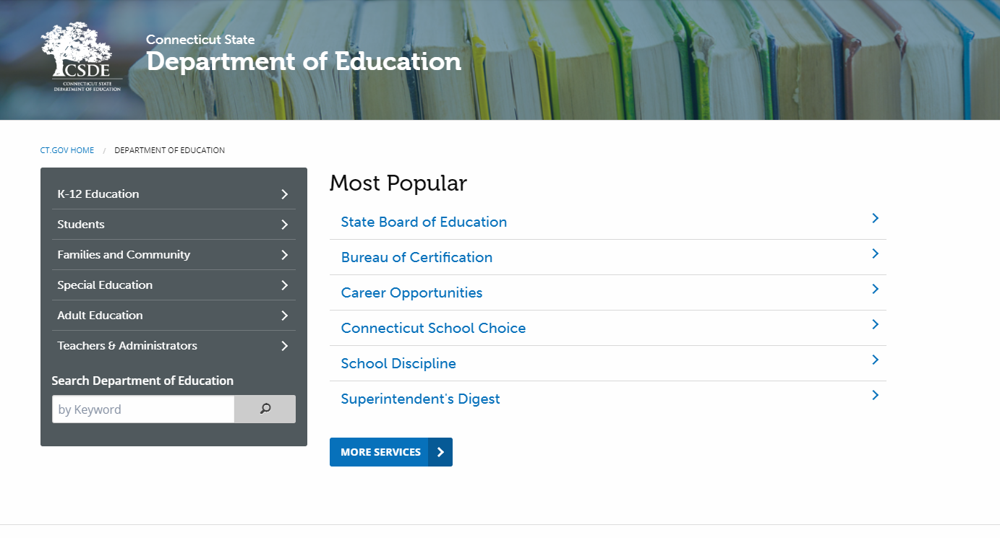 CSDE
CONNECTICUT STATE
DEPARTMENT OF EDUCATION
Connecticut State
Department of Education
CT.GOV HOME / DEPARTMENT OF EDUCATION
K-12 Education
Students
Families and Community
Special Education
Adult Education
Teachers & Administrators
Search Department of Education
by Keyword
Most Popular
State Board of Education
Bureau of Certification
Career Opportunities
Connecticut School Choice
School Discipline
Superintendent's Digest
MORE SERVICES